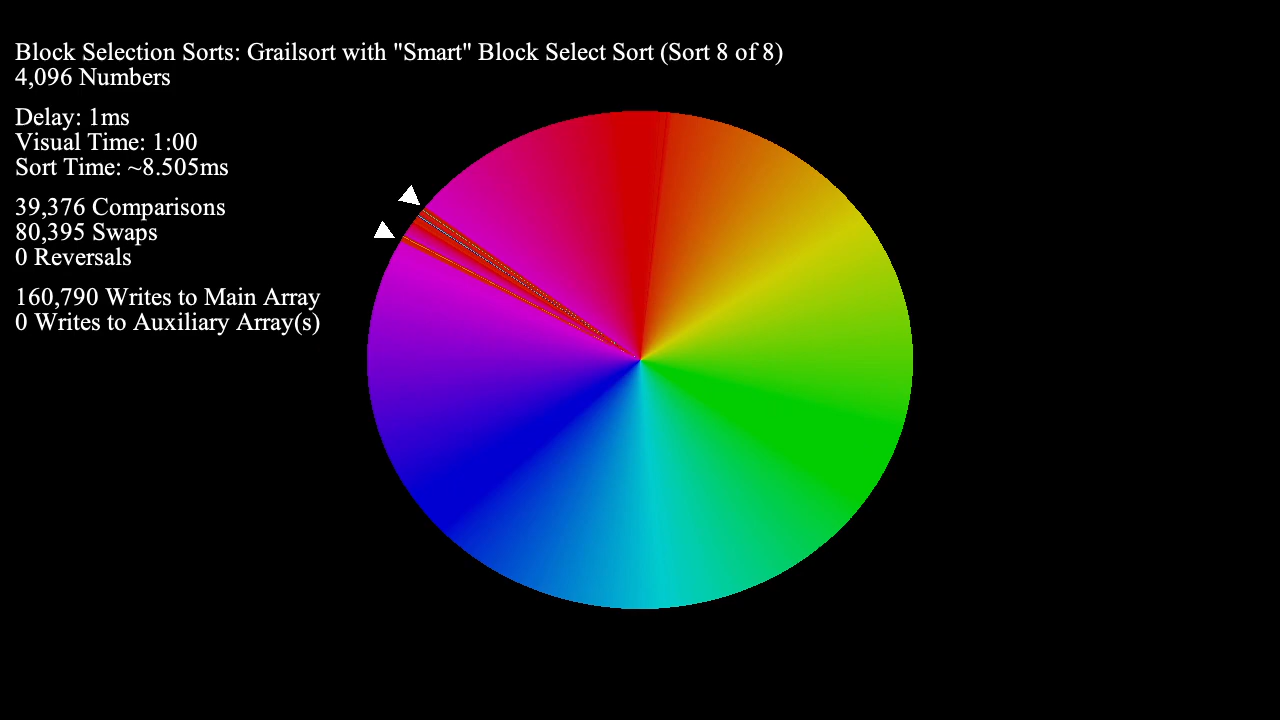 Block Selection Sorts: Grailsort with "Smart" Block Select Sort (Sort 8 of 8)
4,096 Numbers
Delay: 1ms
Visual Time: 1:00
Sort Time: ~8.505ms
39,376 Comparisons
80,395 Swaps
0 Reversals
160,790 Writes to Main Array
0 Writes to Auxiliary Array(s)